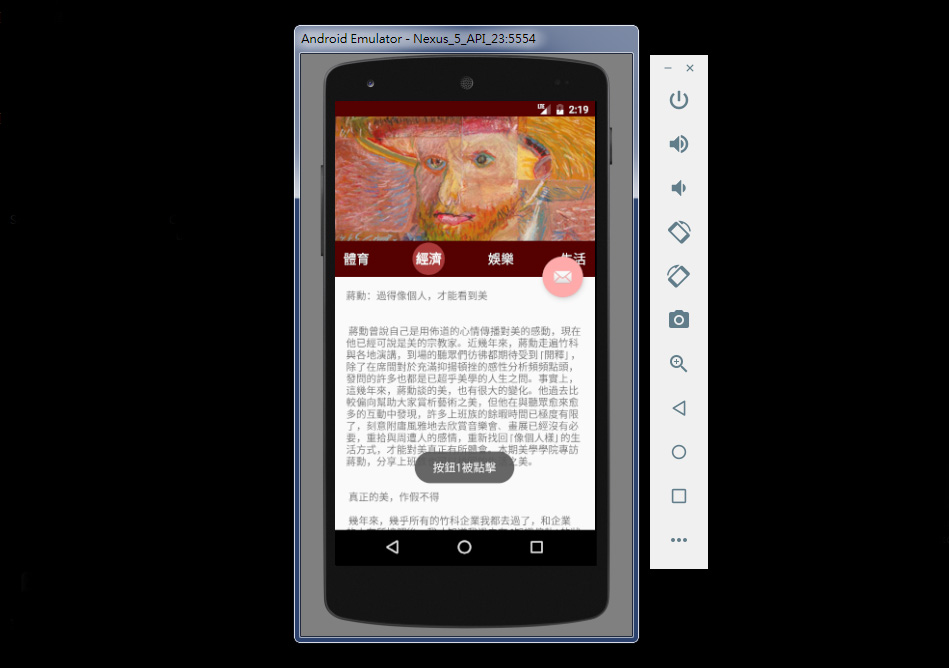 Android Emulator - Nexus_5_API_23:5554
LTE 2:19
體育 經濟 娛樂 生活
蔣勳：過得像個人，才能看到美
蔣勳曾說自己是用佈道的心情傳播對美的感動，現在
他已經可說是美的宗教家。近幾年來，蔣勳走遍竹科
與各地演講，到場的聽眾們彷彿都期待受到「開釋」，
除了在席間對於充滿抑揚頓挫的感性分析頻頻點頭，
發問的許多也都是已超乎美學的人生之問。事實上，
這幾年來，蔣勳談的美，也有很大的變化。他過去比
較偏向幫助大家賞析藝術之美，但他在與聽眾愈來愈
多的互動中發現，許多上班族的餘暇時間已極度有限
了，刻意附庸風雅地去欣賞音樂會、畫展已經沒有必
要，重拾與周遭人的感情，重新找回「像個人樣」的生
活方式，才能對美真正有所體會。本期美學學院專訪
蔣勳，分享上班 之美。
按鈕1被點擊
真正的美，作假不得
幾年來，幾乎所有的竹科企業我都去過了，和企業